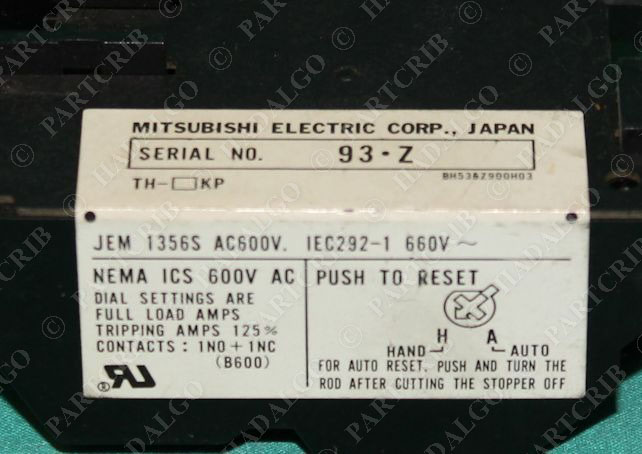 MITSUBISHI ELECTRIC CORP., JAPAN
SERIAL NO. 93·Z
TH-□KP BH538Z900H03
JEM 1356S AC600V. IEC292-1 660V ~
NEMA ICS 600V AC
DIAL SETTINGS ARE
FULL LOAD AMPS
TRIPPING AMPS 125%
CONTACTS : 1NO + 1NC
(B600)
PUSH TO RESET
H A
HAND AUTO
FOR AUTO RESET, PUSH AND TURN THE
ROD AFTER CUTTING THE STOPPER OFF
© PARTCRIB
© HADALGO